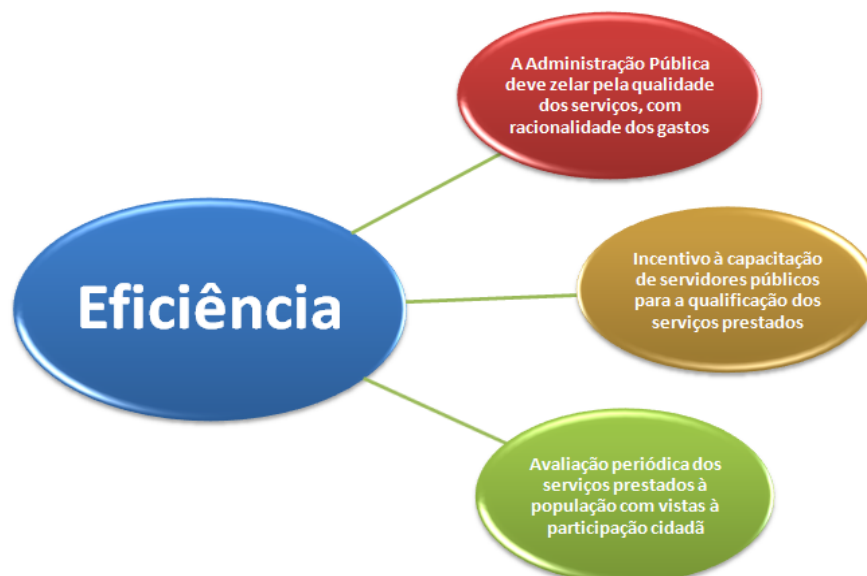 A Administração Pública
deve zelar pela qualidade
dos serviços, com
racionalidade dos gastos
Eficiência
Incentivo à capacitação
de servidores públicos
para a qualificação dos
serviços prestados
Avaliação periódica dos
serviços prestados à
população com vistas à
participação cidadã